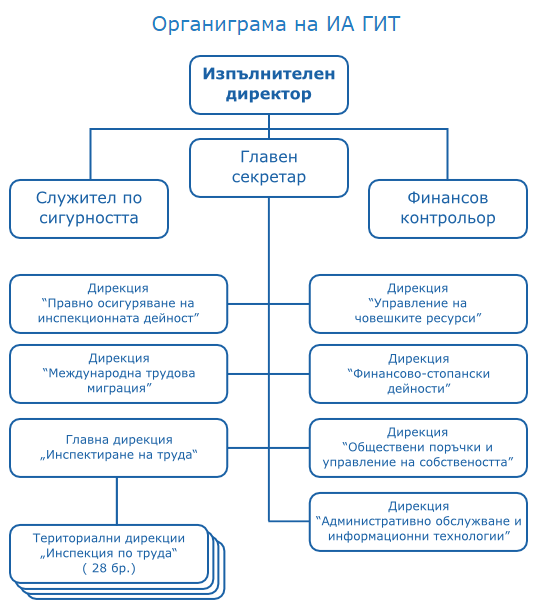 Органиграма на ИА ГИТ
Изпълнителен
директор
Главен
секретар
Служител по
сигурността
Финансов
контрольор
Дирекция
“Правно осигуряване на
инспекционната дейност”
Дирекция
“Управление на
човешките ресурси”
Дирекция
“Международна трудова
миграция”
Дирекция
“Финансово-стопански
дейности”
Главна дирекция
„Инспектиране на труда“
Дирекция
“Обществени поръчки и
управление на собствеността”
Дирекция
“Административно обслужване и
информационни технологии”
Териториални дирекции
„Инспекция по труда“
( 28 бр.)